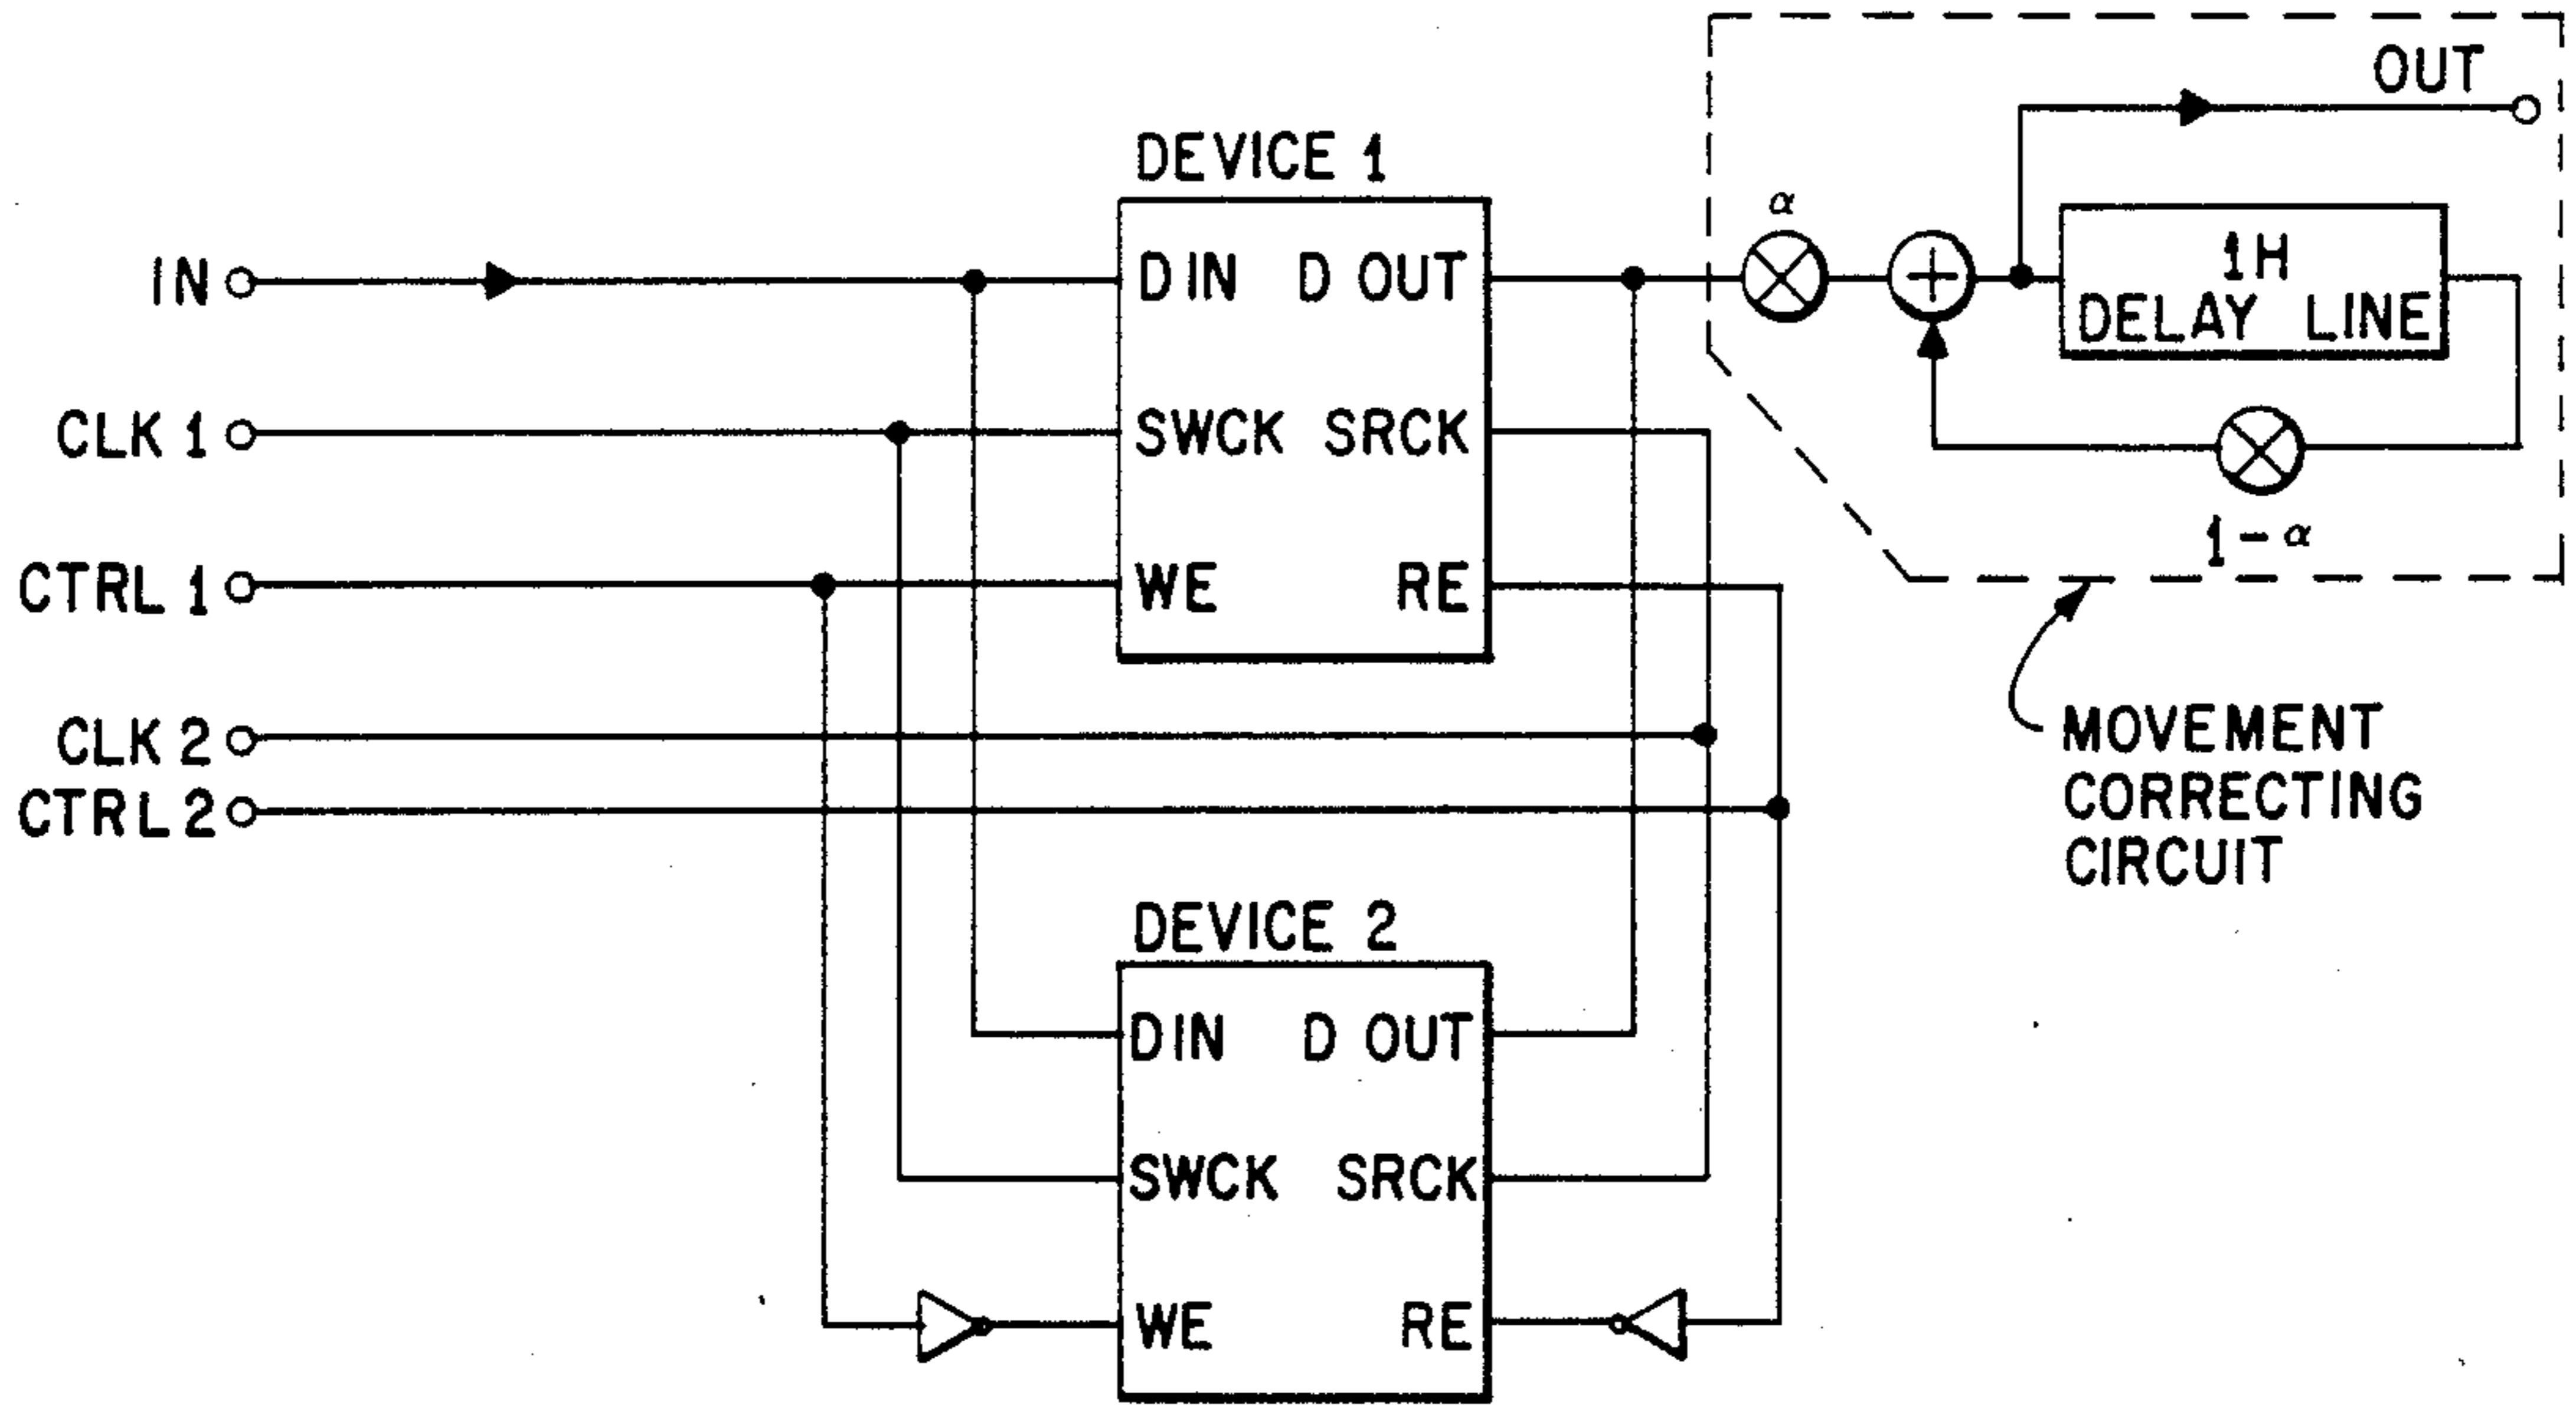 OUT
DEVICE 1
α
IN
D IN D OUT
1H
DELAY LINE
CLK 1
SWCK SRCK
1-α
CTRL 1
WE RE
CLK 2
CTRL 2
MOVEMENT
CORRECTING
CIRCUIT
DEVICE 2
D IN D OUT
SWCK SRCK
WE RE